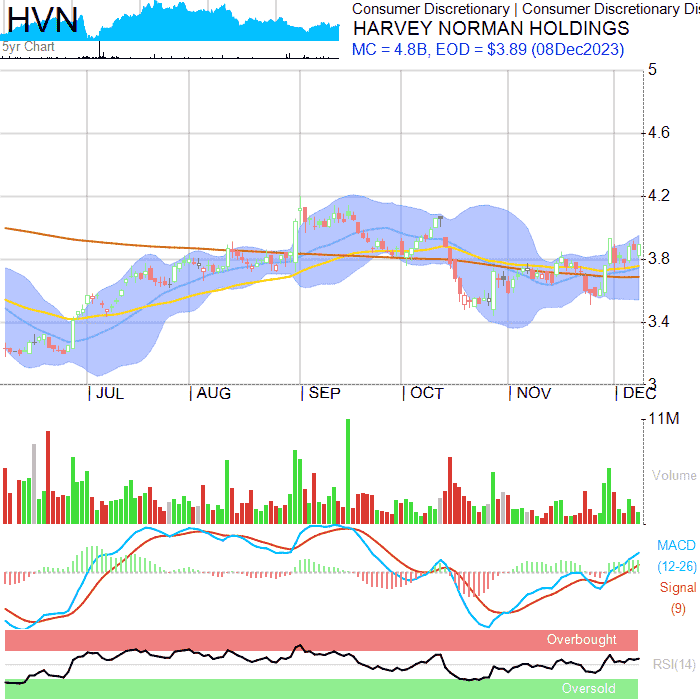 HVN
5yr Chart
Consumer Discretionary | Consumer Discretionary Dis
HARVEY NORMAN HOLDINGS
MC = 4.8B, EOD = $3.89 (08Dec2023)
5
4.6
4.2
3.8
3.4
3
JUL AUG SEP OCT NOV DEC
11M
Volume
MACD
(12-26)
Signal
(9)
Overbought
RSI(14)
Oversold